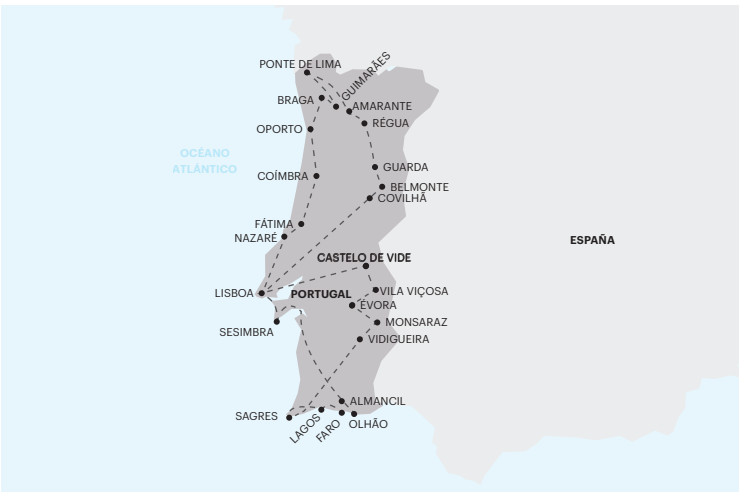 PONTE DE LIMA
GUIMARÃES
BRAGA
AMARANTE
OPORTO
RÉGUA
OCÉANO
ATLÁNTICO
GUARDA
COÍMBRA
BELMONTE
COVILHÃ
FÁTIMA
NAZARÉ
ESPAÑA
CASTELO DE VIDE
LISBOA
PORTUGAL
VILA VIÇOSA
ÉVORA
MONSARAZ
SESIMBRA
VIDIGUEIRA
ALMANCIL
SAGRES
LAGOS
FARO
OLHÃO